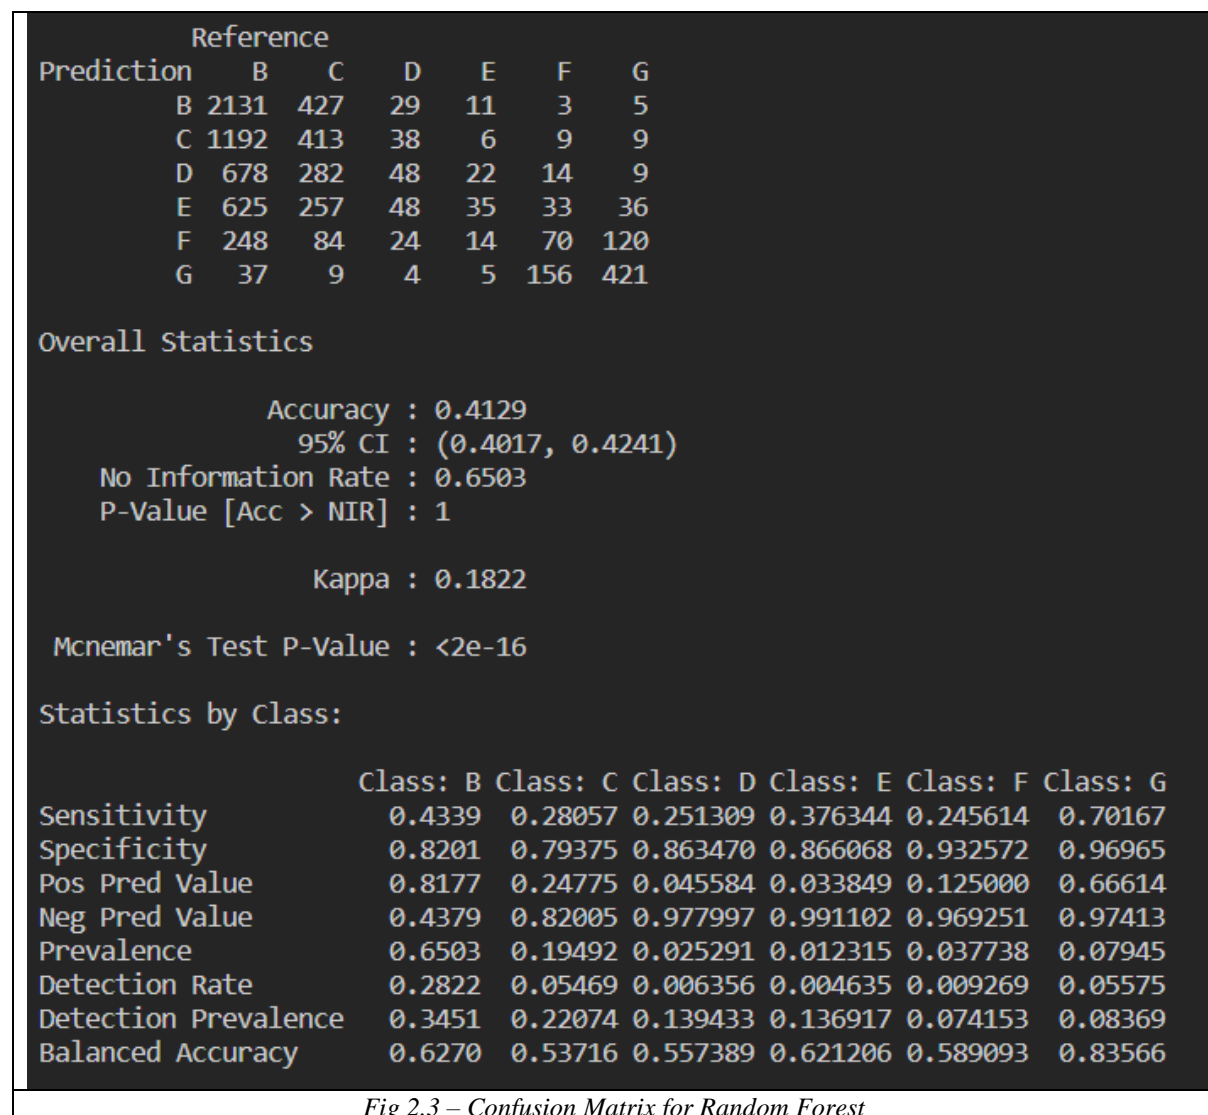 Reference
Prediction B C D E F G
B 2131 427 29 11 3 5
C 1192 413 38 6 9 9
D 678 282 48 22 14 9
E 625 257 48 35 33 36
F 248 84 24 14 70 120
G 37 9 4 5 156 421
Overall Statistics
Accuracy : 0.4129
95% CI : (0.4017, 0.4241)
No Information Rate : 0.6503
P-Value [Acc > NIR] : 1
Kappa : 0.1822
Mcnemar's Test P-Value : <2e-16
Statistics by Class:
Class: B Class: C Class: D Class: E Class: F Class: G
Sensitivity 0.4339 0.28057 0.251309 0.376344 0.245614 0.70167
Specificity 0.8201 0.79375 0.863470 0.866068 0.932572 0.96965
Pos Pred Value 0.8177 0.24775 0.045584 0.033849 0.125000 0.66614
Neg Pred Value 0.4379 0.82005 0.977997 0.991102 0.969251 0.97413
Prevalence 0.6503 0.19492 0.025291 0.012315 0.037738 0.07945
Detection Rate 0.2822 0.05469 0.006356 0.004635 0.009269 0.05575
Detection Prevalence 0.3451 0.22074 0.139433 0.136917 0.074153 0.08369
Balanced Accuracy 0.6270 0.53716 0.557389 0.621206 0.589093 0.83566
Fig 2.3 – Confusion Matrix for Random Forest